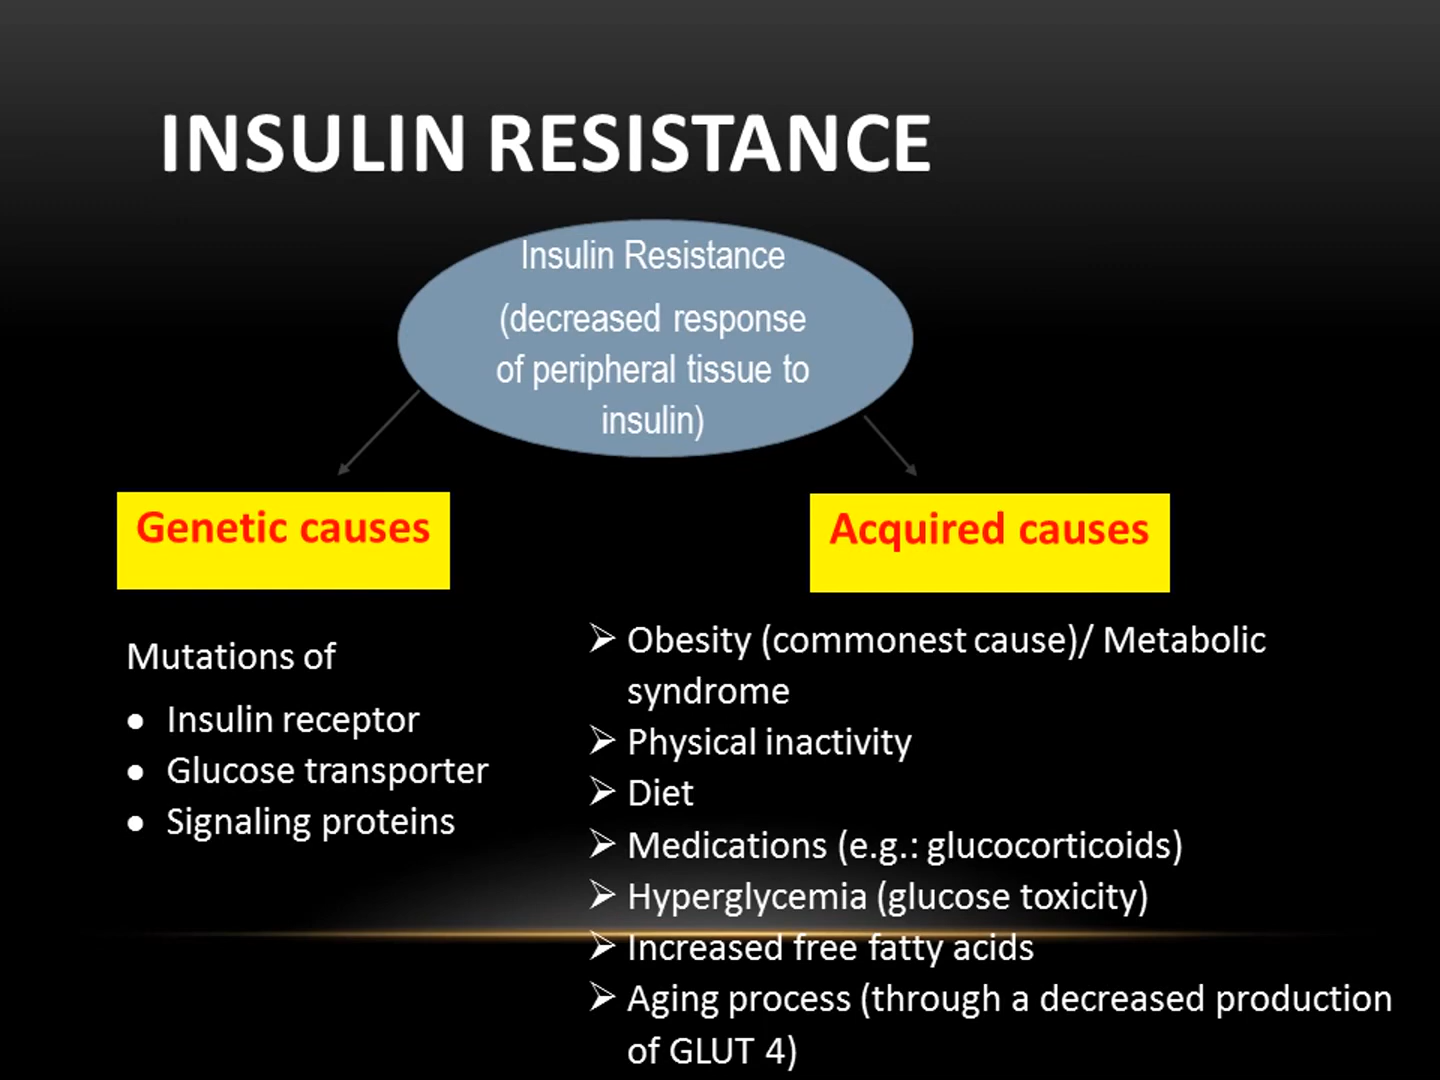 INSULIN RESISTANCE
Insulin Resistance
(decreased response
of peripheral tissue to
insulin)
Genetic causes
Acquired causes
Mutations of
• Insulin receptor
• Glucose transporter
• Signaling proteins
➢ Obesity (commonest cause)/ Metabolic
syndrome
➢ Physical inactivity
➢ Diet
➢ Medications (e.g.: glucocorticoids)
➢ Hyperglycemia (glucose toxicity)
➢ Increased free fatty acids
➢ Aging process (through a decreased production
of GLUT 4)